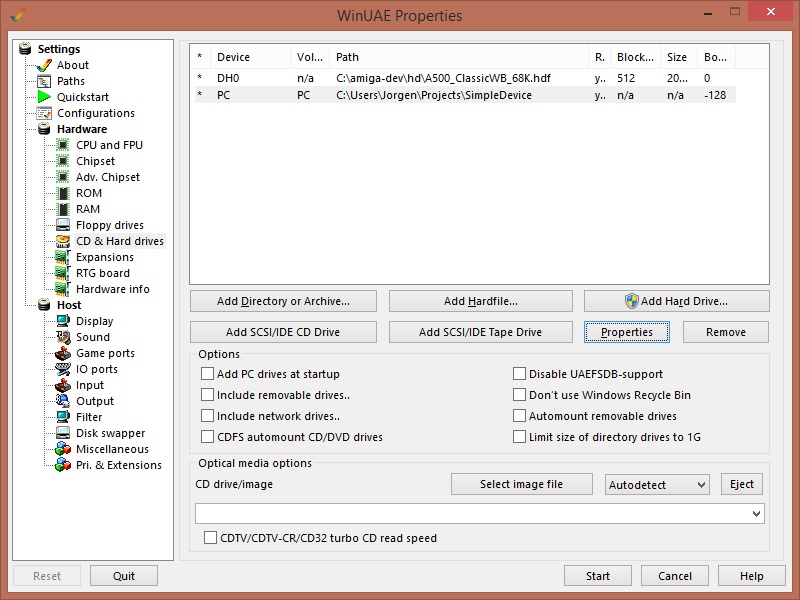 WinUAE Properties
Settings
About
Paths
Quickstart
Configurations
Hardware
CPU and FPU
Chipset
Adv. Chipset
ROM
RAM
Floppy drives
CD & Hard drives
Expansions
RTG board
Hardware info
Host
Display
Sound
Game ports
IO ports
Input
Output
Filter
Disk swapper
Miscellaneous
Pri. & Extensions
* Device Vol... Path R. Block... Size Bo...
* DH0 n/a C:\amiga-dev\hd\A500_ClassicWB_68K.hdf y.. 512 20... 0
* PC PC C:\Users\Jorgen\Projects\SimpleDevice y.. n/a n/a -128
Add Directory or Archive... Add Hardfile... Add Hard Drive...
Add SCSI/IDE CD Drive Add SCSI/IDE Tape Drive Properties Remove
Options
Add PC drives at startup Disable UAEFSDB-support
Include removable drives.. Don't use Windows Recycle Bin
Include network drives.. Automount removable drives
CDFS automount CD/DVD drives Limit size of directory drives to 1G
Optical media options
CD drive/image Select image file Autodetect Eject
CDTV/CDTV-CR/CD32 turbo CD read speed
Reset Quit Start Cancel Help